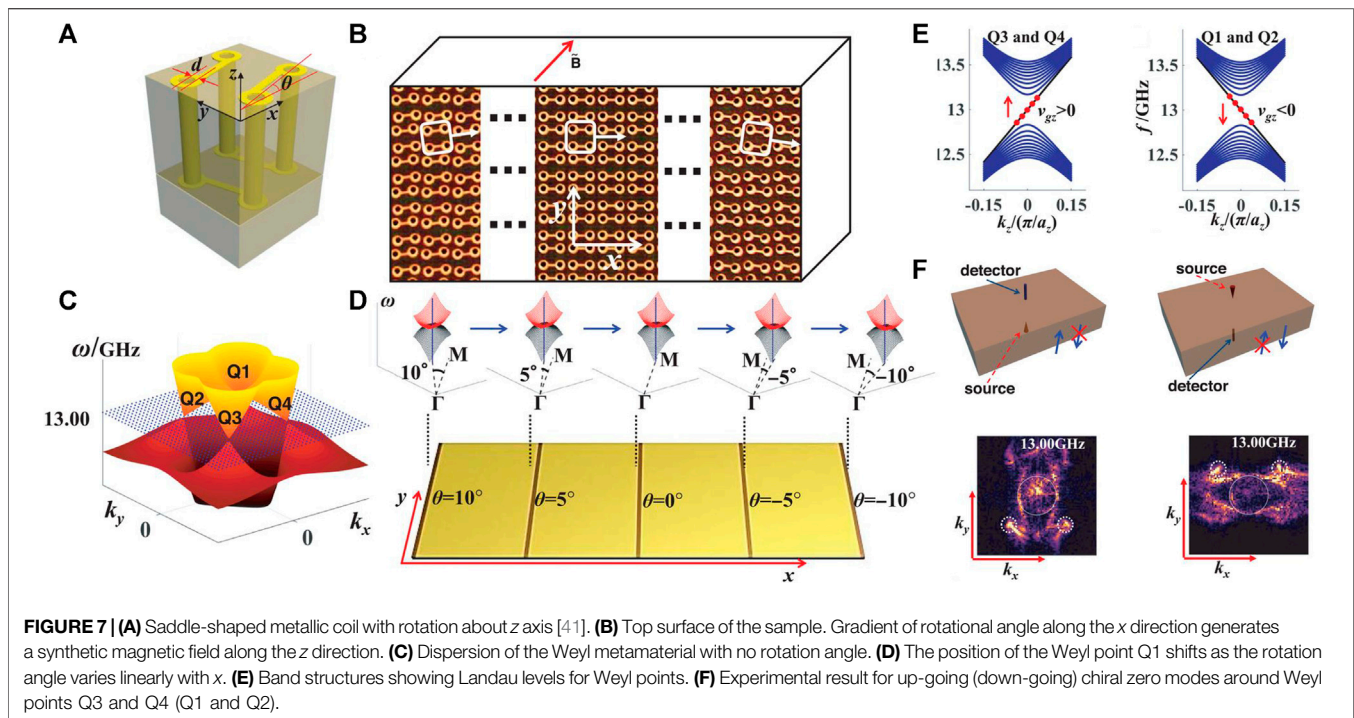 A
d
z
θ
y
x
B
B̃
y
x
C
ω/GHz
Q1
Q2
Q4
Q3
13.00
k_y
0
0
k_x
D
ω
M
M
M
M
M
10°
5°
−5°
−10°
Γ
Γ
Γ
Γ
Γ
y
θ=10°
θ=5°
θ=0°
θ=−5°
θ=−10°
x
E
Q3 and Q4
13.5
13
12.5
v_gz>0
-0.15
0
0.15
k_z/(π/a_z)
Q1 and Q2
f/GHz
13.5
13
12.5
v_gz<0
-0.15
0
0.15
k_z/(π/a_z)
F
detector
source
source
detector
13.00GHz
k_y
k_x
13.00GHz
k_y
k_x
FIGURE 7 | (A) Saddle-shaped metallic coil with rotation about z axis [41]. (B) Top surface of the sample. Gradient of rotational angle along the x direction generates
a synthetic magnetic field along the z direction. (C) Dispersion of the Weyl metamaterial with no rotation angle. (D) The position of the Weyl point Q1 shifts as the rotation
angle varies linearly with x. (E) Band structures showing Landau levels for Weyl points. (F) Experimental result for up-going (down-going) chiral zero modes around Weyl
points Q3 and Q4 (Q1 and Q2).